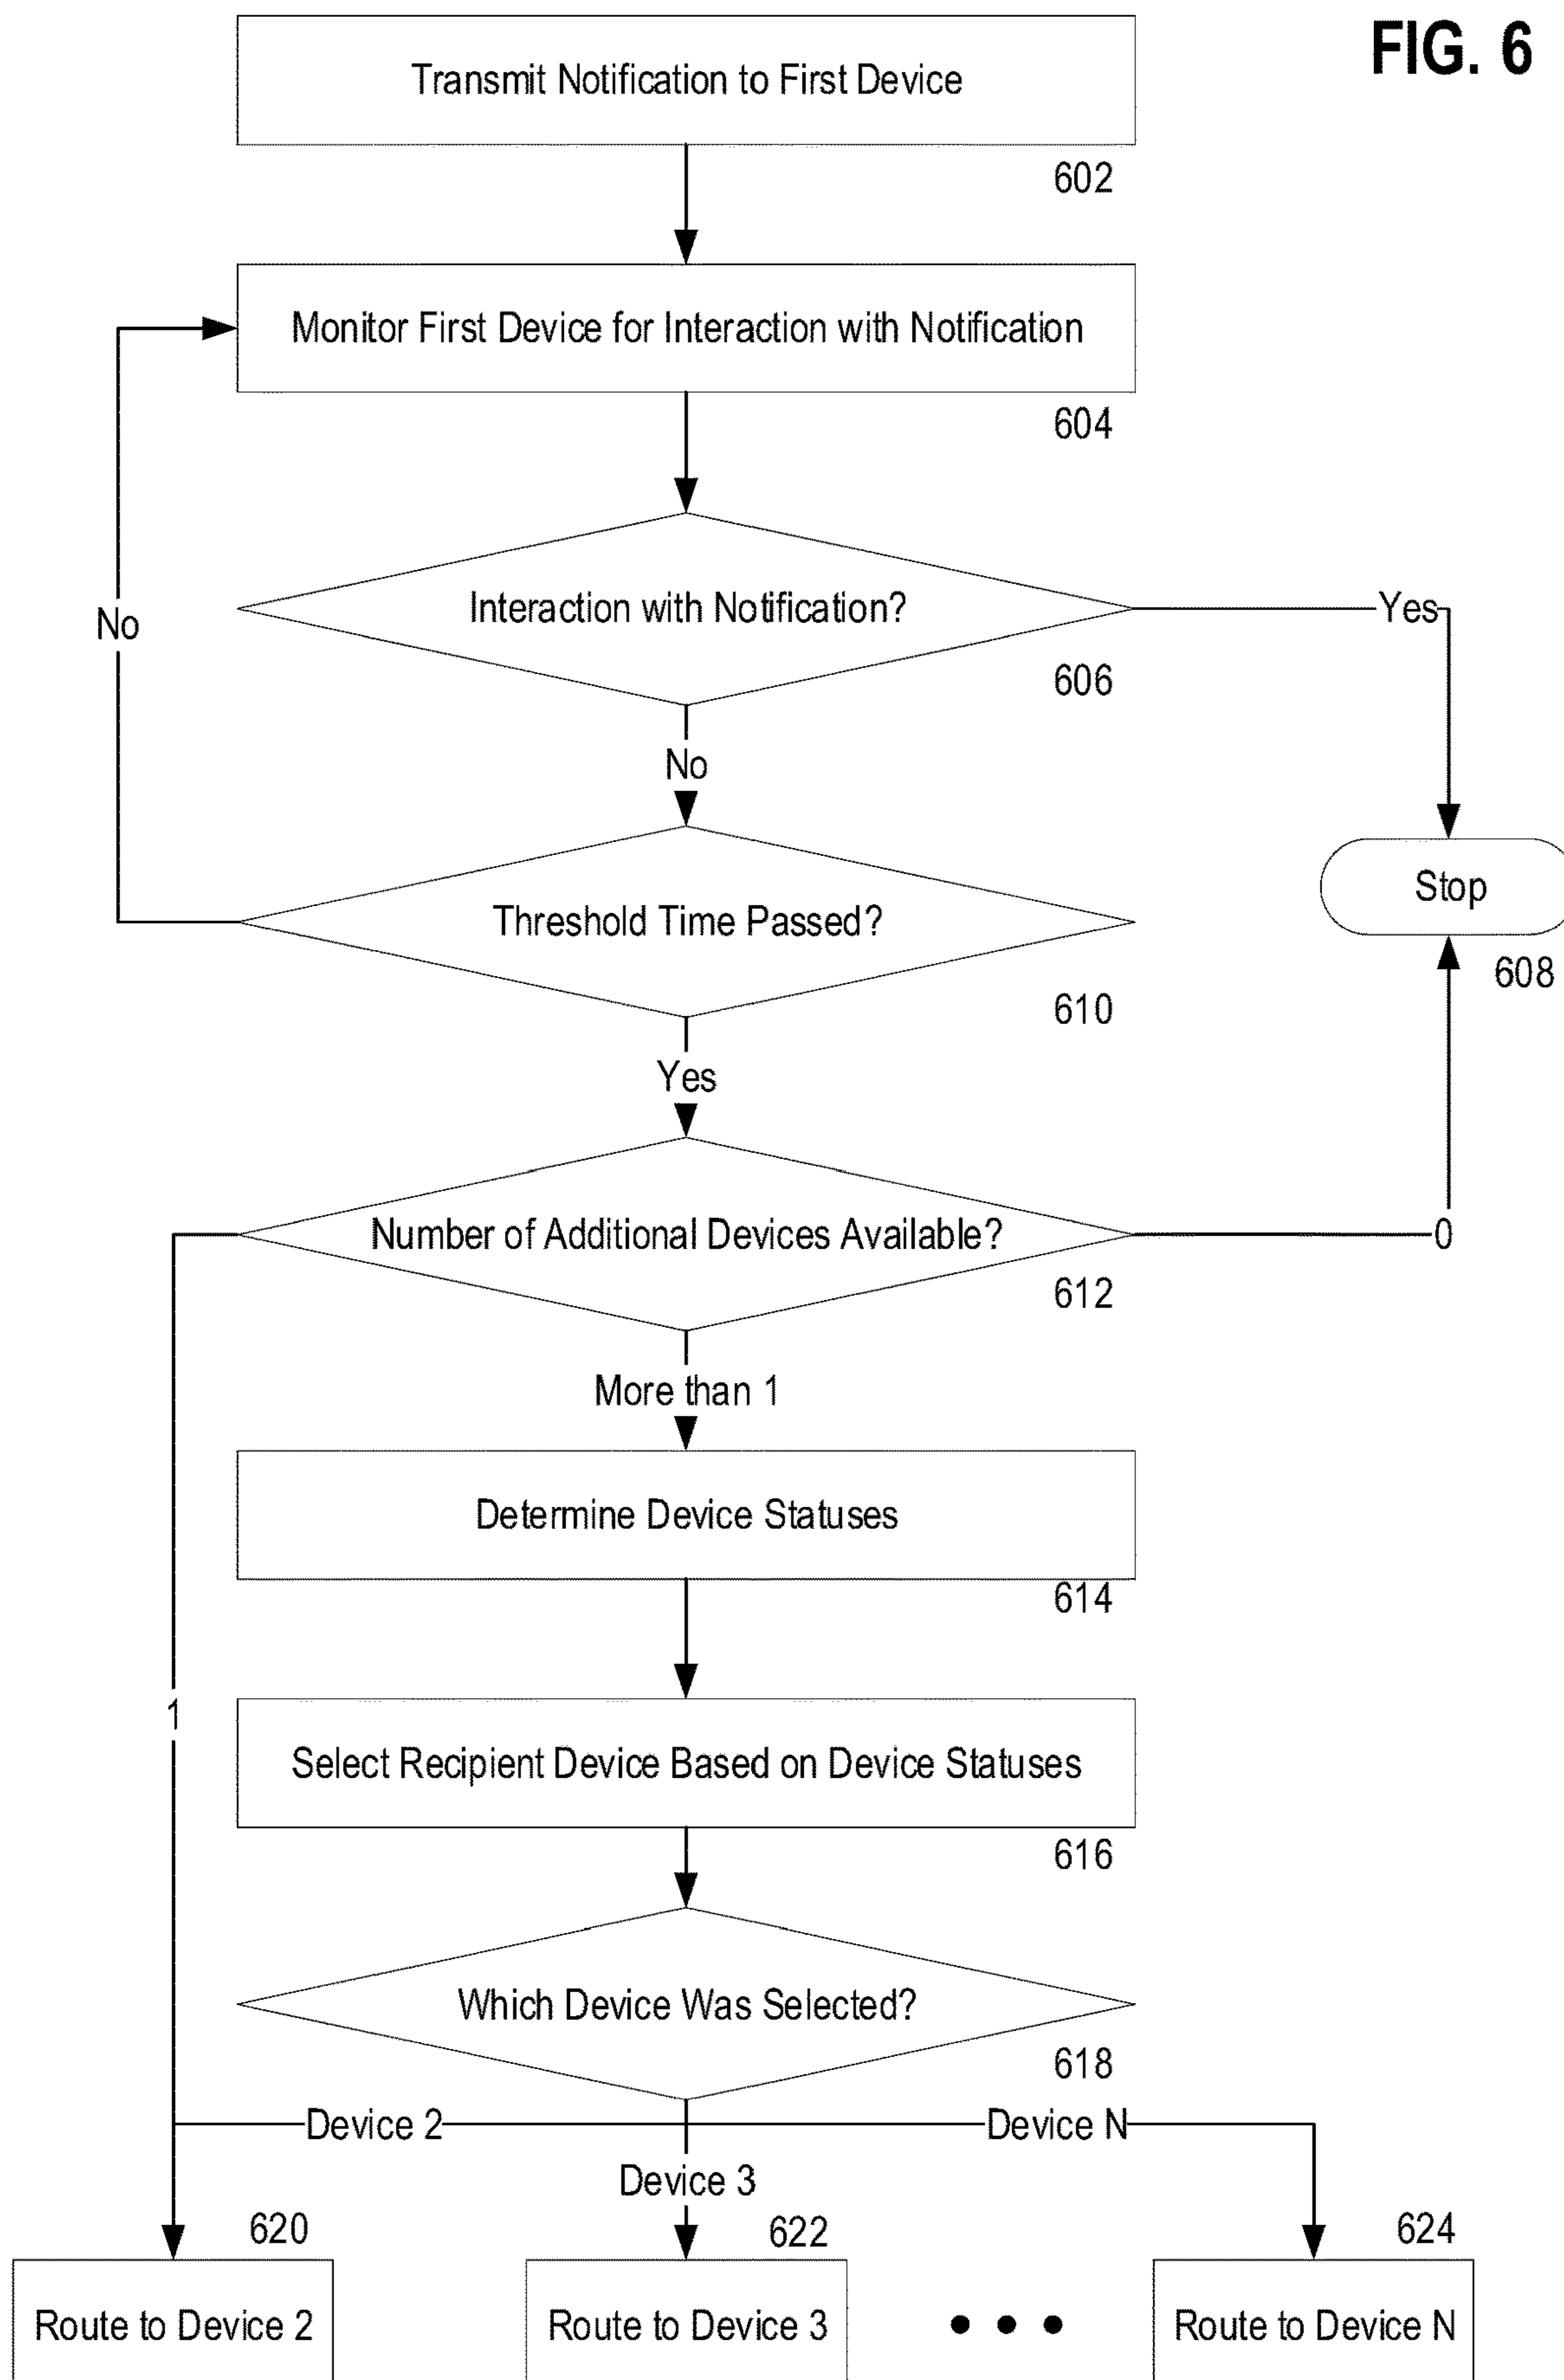 FIG. 6
Transmit Notification to First Device
602
Monitor First Device for Interaction with Notification
604
Interaction with Notification?
Yes
No
606
No
Stop
Threshold Time Passed?
608
610
Yes
Number of Additional Devices Available?
0
612
More than 1
Determine Device Statuses
614
1
Select Recipient Device Based on Device Statuses
616
Which Device Was Selected?
618
Device 2
Device N
Device 3
620
622
624
Route to Device 2
Route to Device 3
Route to Device N